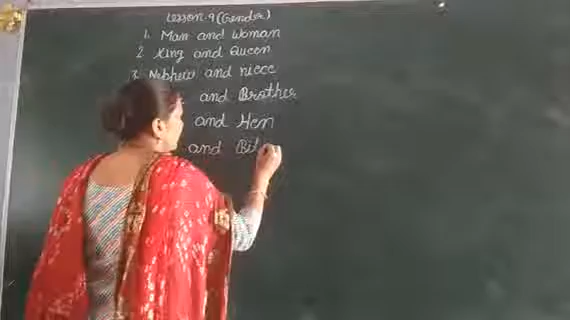 Lesson 9 (Gender)
1. Man and Woman
2. King and Queen
3. Nephew and niece
and Brother
and Hen
and Bit